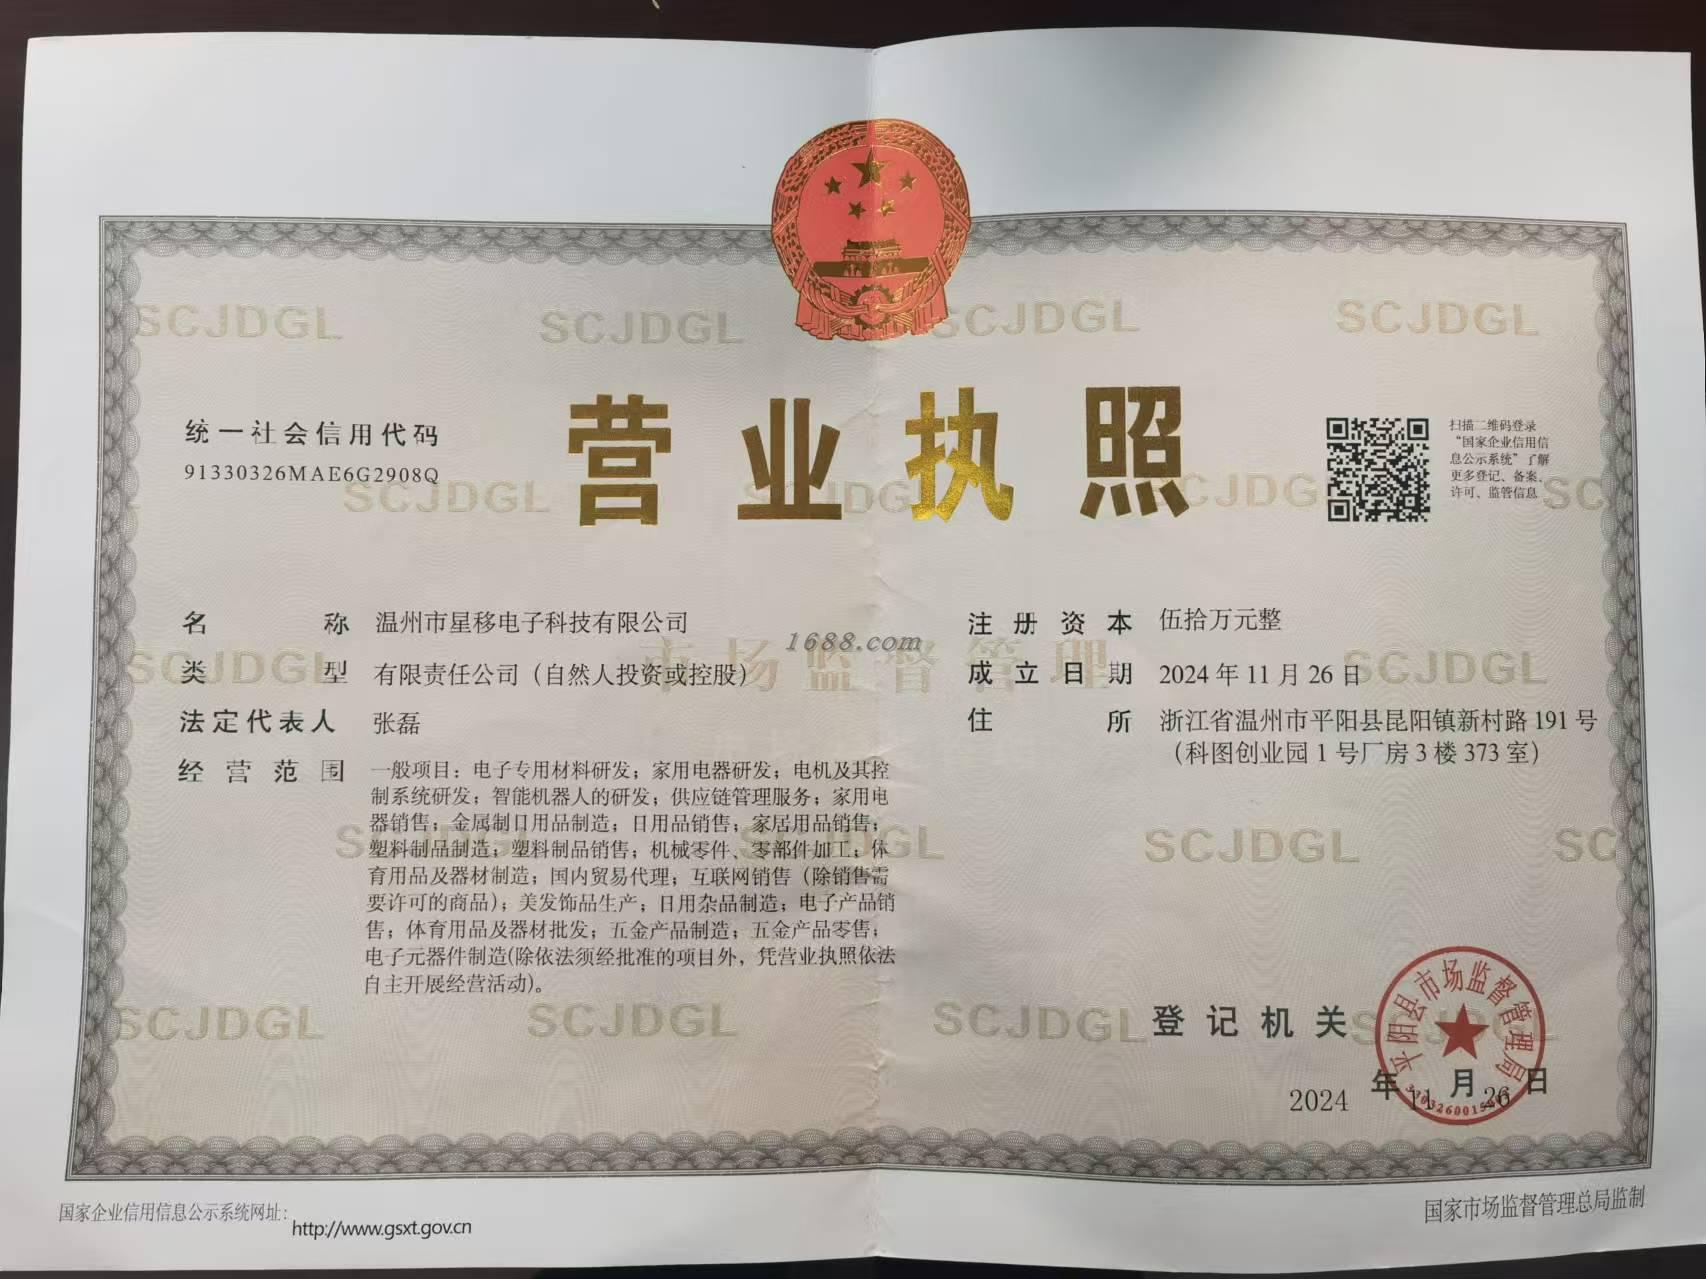 统一社会信用代码
91330326MAE6G2908Q
营业执照
扫描二维码登录
“国家企业信用信
息公示系统”了解
更多登记、备案、
许可、监管信息
名称 温州市星移电子科技有限公司
类型 有限责任公司（自然人投资或控股）
法定代表人 张磊
经营范围 一般项目：电子专用材料研发；家用电器研发；电机及其控
制系统研发；智能机器人的研发；供应链管理服务；家用电
器销售；金属制日用品制造；日用品销售；家居用品销售；
塑料制品制造；塑料制品销售；机械零件、零部件加工；体
育用品及器材制造；国内贸易代理；互联网销售（除销售需
要许可的商品）；美发饰品生产；日用杂品制造；电子产品销
售；体育用品及器材批发；五金产品制造；五金产品零售；
电子元器件制造(除依法须经批准的项目外，凭营业执照依法
自主开展经营活动)。
注册资本 伍拾万元整
成立日期 2024年11月26日
住所 浙江省温州市平阳县昆阳镇新村路191号
（科图创业园1号厂房3楼373室）
1688.com
市场监督管理
SCJDGL
登记机关
平阳县市场监督管理局
2024年11月26日
国家企业信用信息公示系统网址：
http://www.gsxt.gov.cn
国家市场监督管理总局监制